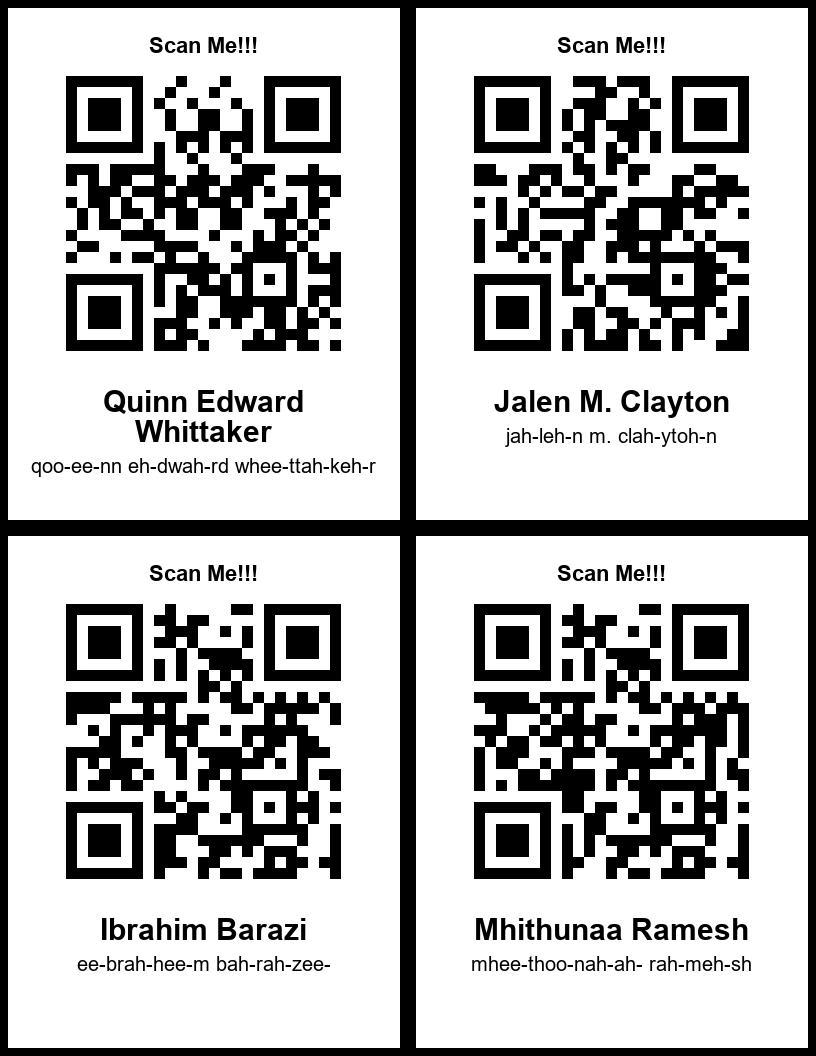 Scan Me!!!
Quinn Edward
Whittaker
qoo-ee-nn eh-dwah-rd whee-ttah-keh-r
Scan Me!!!
Jalen M. Clayton
jah-leh-n m. clah-ytoh-n
Scan Me!!!
Ibrahim Barazi
ee-brah-hee-m bah-rah-zee-
Scan Me!!!
Mhithunaa Ramesh
mhee-thoo-nah-ah- rah-meh-sh